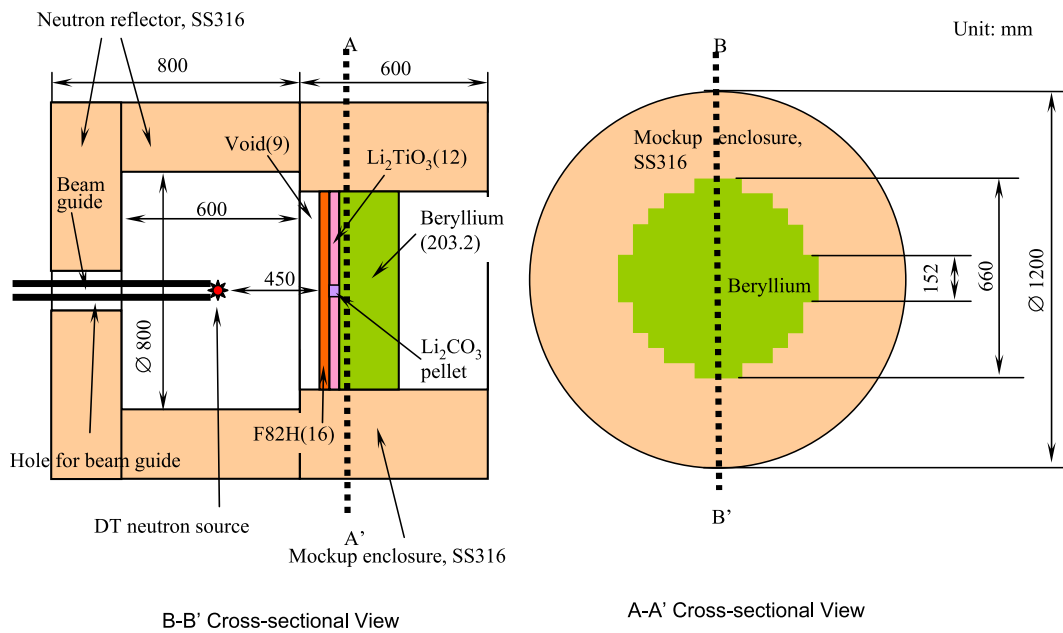 Neutron reflector, SS316
A
800
600
Void(9)
Li2TiO3(12)
Beam
guide
600
Beryllium
(203.2)
450
∅ 800
Li2CO3
pellet
F82H(16)
Hole for beam guide
DT neutron source
A’
Mockup enclosure, SS316
B-B’ Cross-sectional View
B
Unit: mm
Mockup enclosure,
SS316
Beryllium
152
660
∅ 1200
B’
A-A’ Cross-sectional View